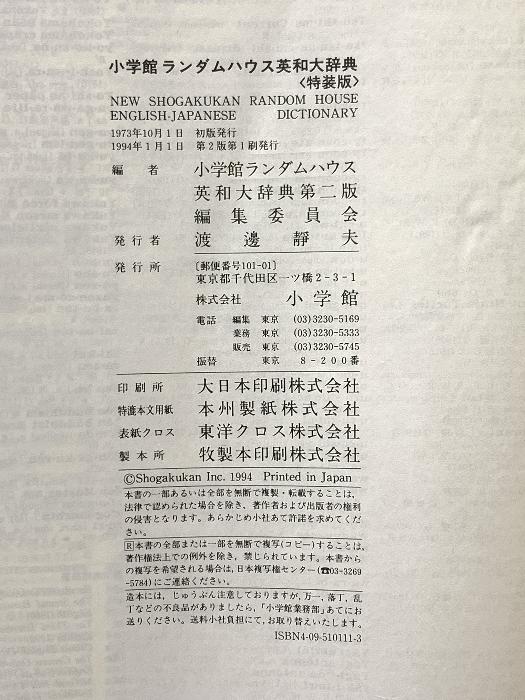 小学館 ランダムハウス英和大辞典
〈特装版〉
NEW SHOGAKUKAN RANDOM HOUSE
ENGLISH-JAPANESE DICTIONARY
1973年10月1日 初版発行
1994年1月1日 第2版第1刷発行
編者 小学館ランダムハウス
英和大辞典第二版
編集委員会
発行者 渡邊靜夫
発行所 〔郵便番号101-01〕
東京都千代田区一ツ橋2-3-1
株式会社 小学館
電話 編集 東京 (03)3230-5169
業務 東京 (03)3230-5333
販売 東京 (03)3230-5745
振替 東京 8-200番
印刷所 大日本印刷株式会社
特漉本文用紙 本州製紙株式会社
表紙クロス 東洋クロス株式会社
製本所 牧製本印刷株式会社
©Shogakukan Inc. 1994 Printed in Japan
本書の一部あるいは全部を無断で複製・転載することは、
法律で認められた場合を除き、著作者および出版者の権利
の侵害となります。あらかじめ小社あて許諾を求めてくだ
さい。
Ⓡ本書の全部または一部を無断で複写(コピー)することは、
著作権法上での例外を除き、禁じられています。本書から
の複写を希望される場合は、日本複写権センター(☎03-3269
-5784)にご連絡ください。
造本には、じゅうぶん注意しておりますが、万一、落丁、乱
丁などの不良品がありましたら、「小学館業務部」あてにお
送りください。送料小社負担にて、お取り替えいたします。
ISBN4-09-510111-3